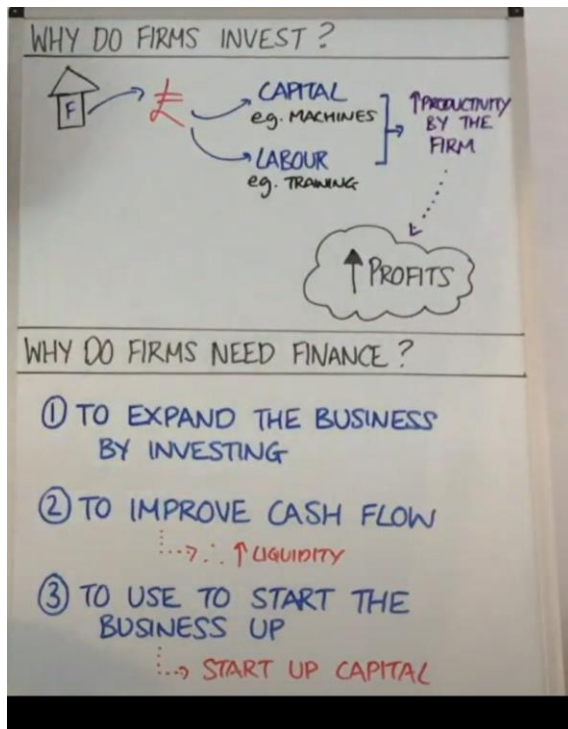 WHY DO FIRMS INVEST?
F
£
CAPITAL
e.g. MACHINES
LABOUR
e.g. TRAINING
↑PRODUCTIVITY
BY THE
FIRM
↑ PROFITS
WHY DO FIRMS NEED FINANCE?
① TO EXPAND THE BUSINESS
BY INVESTING
② TO IMPROVE CASH FLOW
∴ ↑ LIQUIDITY
③ TO USE TO START THE
BUSINESS UP
START UP CAPITAL